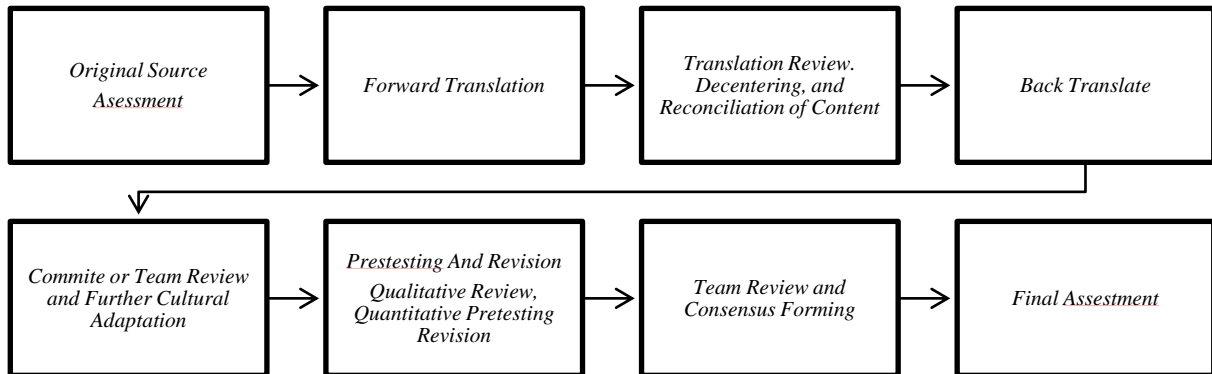 Original Source
Asessment
Forward Translation
Translation Review.
Decentering, and
Reconciliation of Content
Back Translate
Commite or Team Review
and Further Cultural
Adaptation
Prestesting And Revision
Qualitative Review,
Quantitative Pretesting
Revision
Team Review and
Consensus Forming
Final Assestment